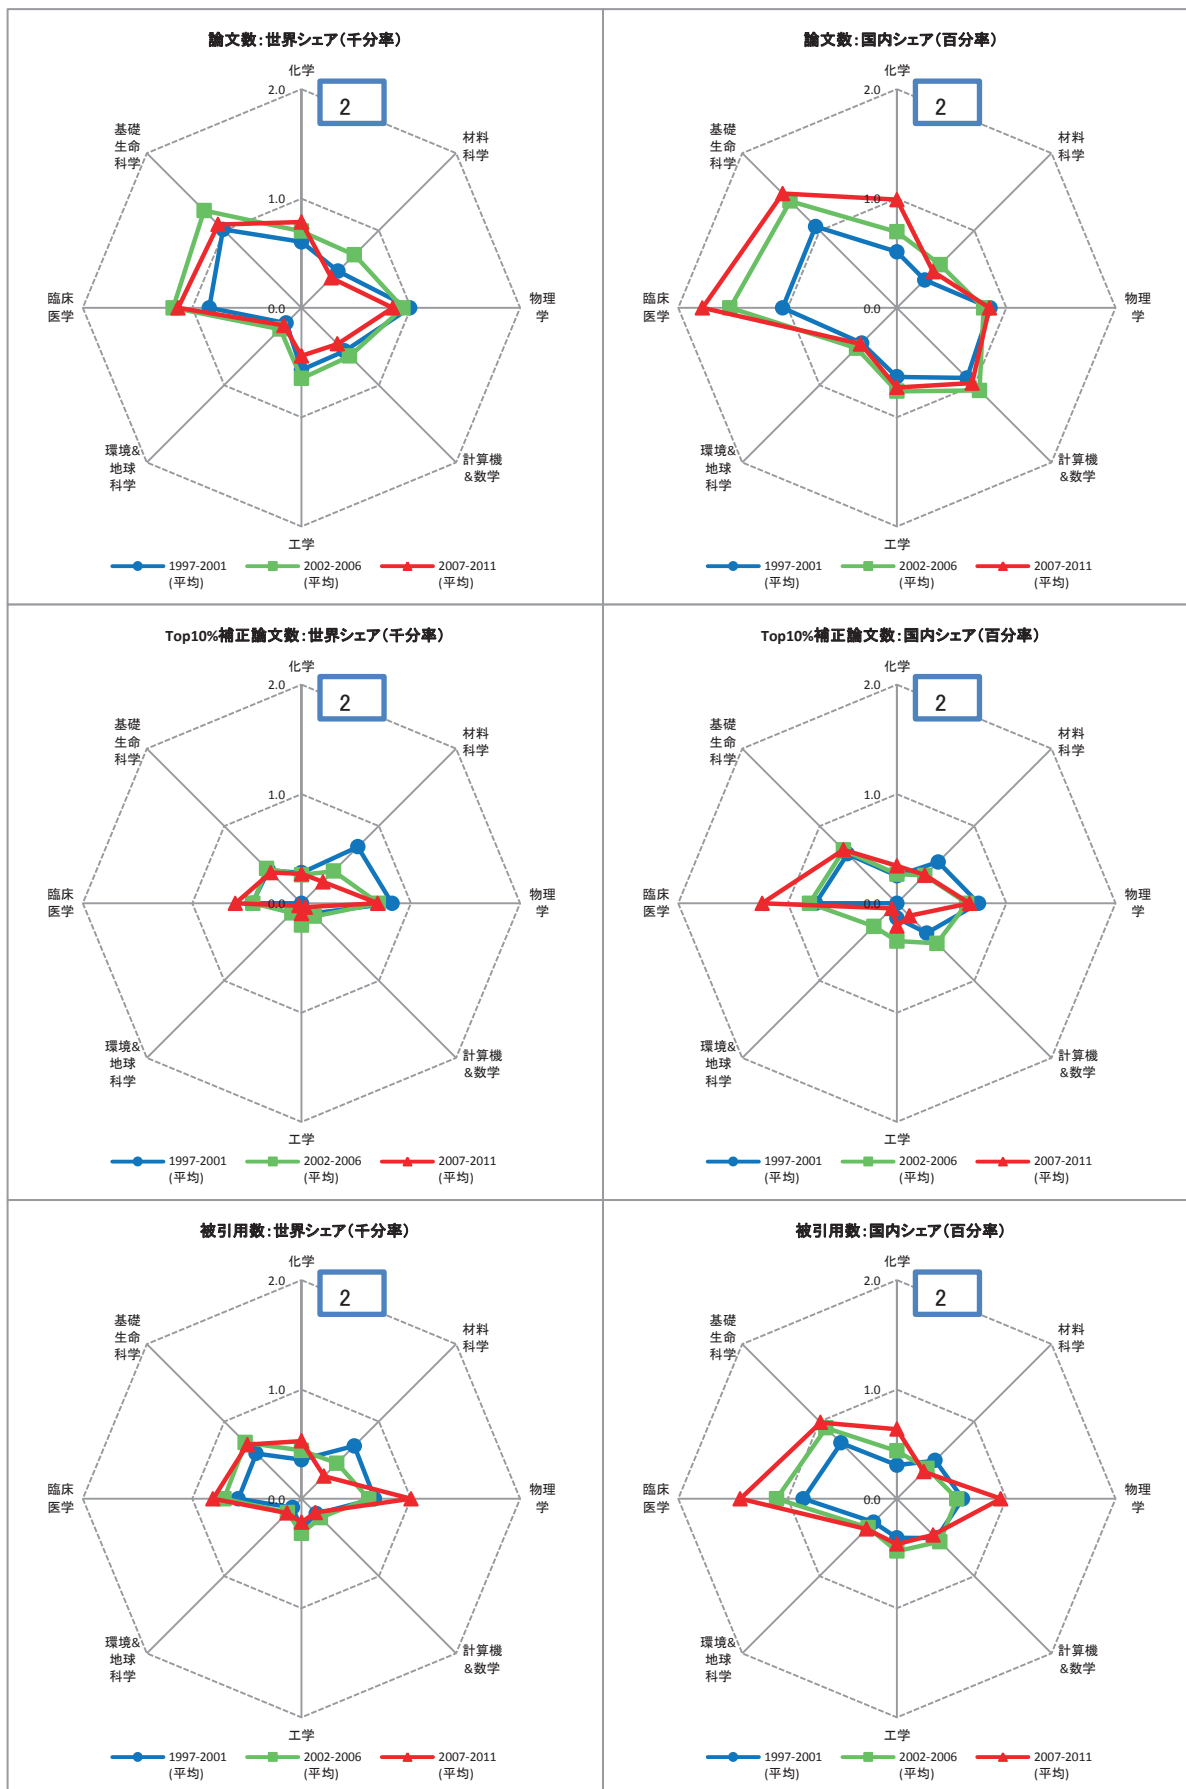 論文数：世界シェア（千分率）
化学
2.0
2
基礎
生命
科学
材料
科学
1.0
臨床
医学
0.0
物理
学
環境&
地球
科学
計算機
&数学
工学
1997-2001
(平均)
2002-2006
(平均)
2007-2011
(平均)
論文数：国内シェア（百分率）
化学
2.0
2
基礎
生命
科学
材料
科学
1.0
臨床
医学
0.0
物理
学
環境&
地球
科学
計算機
&数学
工学
1997-2001
(平均)
2002-2006
(平均)
2007-2011
(平均)
Top10%補正論文数：世界シェア（千分率）
化学
2.0
2
基礎
生命
科学
材料
科学
1.0
臨床
医学
0.0
物理
学
環境&
地球
科学
計算機
&数学
工学
1997-2001
(平均)
2002-2006
(平均)
2007-2011
(平均)
Top10%補正論文数：国内シェア（百分率）
化学
2.0
2
基礎
生命
科学
材料
科学
1.0
臨床
医学
0.0
物理
学
環境&
地球
科学
計算機
&数学
工学
1997-2001
(平均)
2002-2006
(平均)
2007-2011
(平均)
被引用数：世界シェア（千分率）
化学
2.0
2
基礎
生命
科学
材料
科学
1.0
臨床
医学
0.0
物理
学
環境&
地球
科学
計算機
&数学
工学
1997-2001
(平均)
2002-2006
(平均)
2007-2011
(平均)
被引用数：国内シェア（百分率）
化学
2.0
2
基礎
生命
科学
材料
科学
1.0
臨床
医学
0.0
物理
学
環境&
地球
科学
計算機
&数学
工学
1997-2001
(平均)
2002-2006
(平均)
2007-2011
(平均)